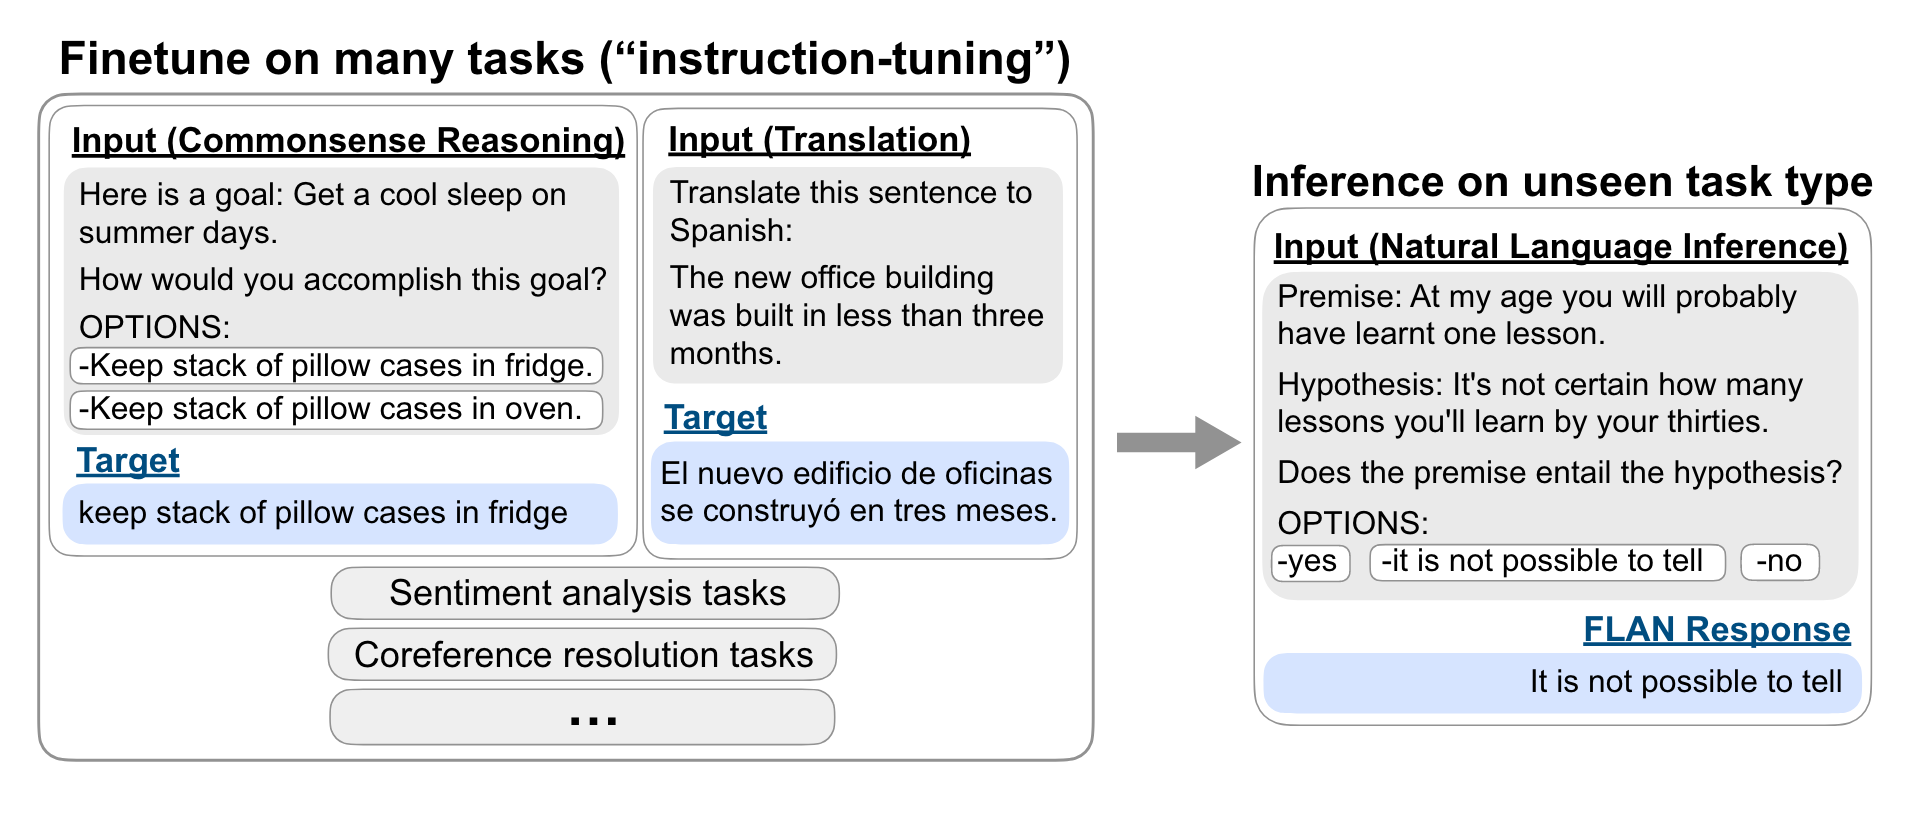 Finetune on many tasks (“instruction-tuning”)
Input (Commonsense Reasoning)
Here is a goal: Get a cool sleep on
summer days.
How would you accomplish this goal?
OPTIONS:
-Keep stack of pillow cases in fridge.
-Keep stack of pillow cases in oven.
Target
keep stack of pillow cases in fridge
Input (Translation)
Translate this sentence to
Spanish:
The new office building
was built in less than three
months.
Target
El nuevo edificio de oficinas
se construyó en tres meses.
Sentiment analysis tasks
Coreference resolution tasks
...
Inference on unseen task type
Input (Natural Language Inference)
Premise: At my age you will probably
have learnt one lesson.
Hypothesis: It's not certain how many
lessons you'll learn by your thirties.
Does the premise entail the hypothesis?
OPTIONS:
-yes -it is not possible to tell -no
FLAN Response
It is not possible to tell